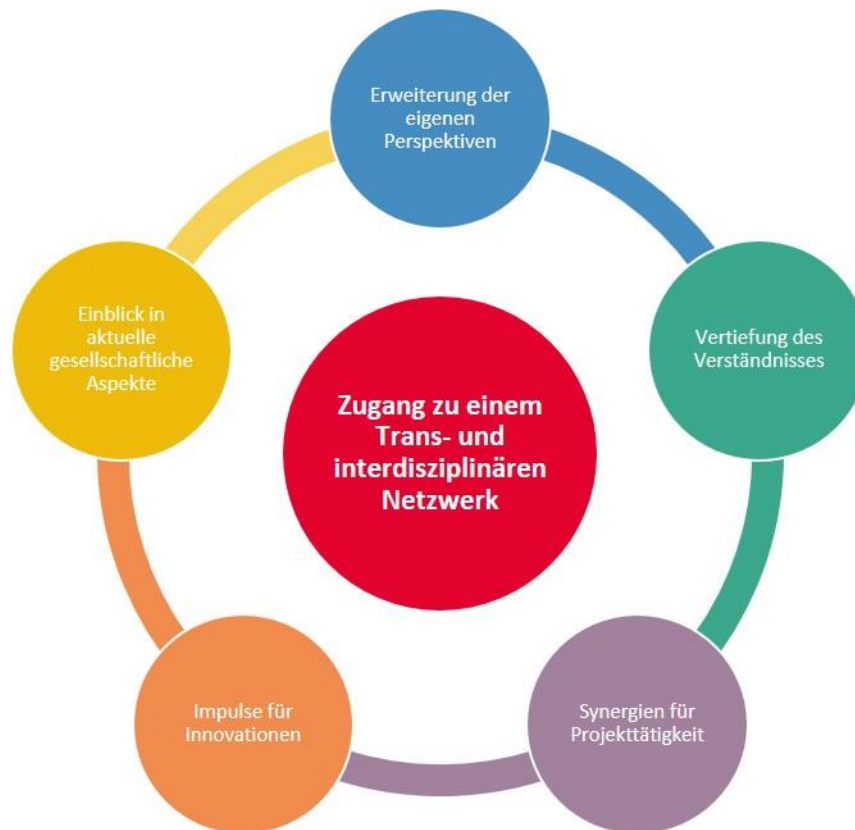 Erweiterung der
eigenen
Perspektiven
Vertiefung des
Verständnisses
Synergien für
Projekttätigkeit
Impulse für
Innovationen
Einblick in
aktuelle
gesellschaftliche
Aspekte
Zugang zu einem
Trans- und
interdisziplinären
Netzwerk